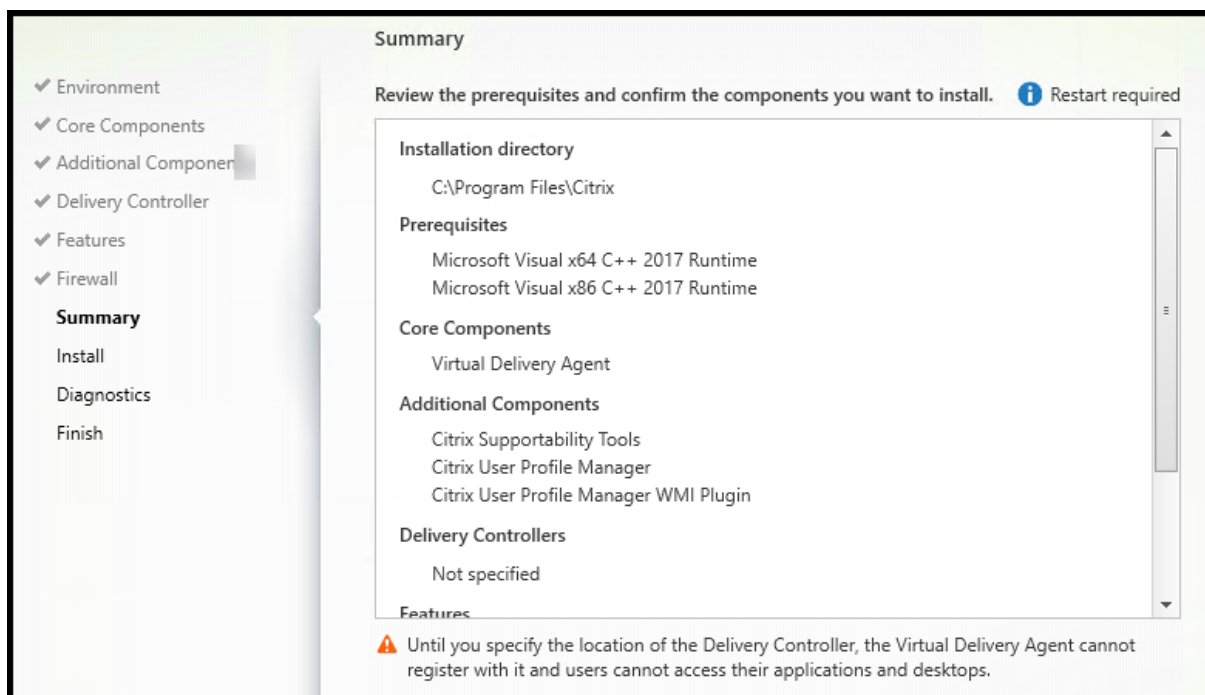 Summary
Environment
Core Components
Additional Componen
Delivery Controller
Features
Firewall
Summary
Install
Diagnostics
Finish
Review the prerequisites and confirm the components you want to install.
Restart required
Installation directory
C:\Program Files\Citrix
Prerequisites
Microsoft Visual x64 C++ 2017 Runtime
Microsoft Visual x86 C++ 2017 Runtime
Core Components
Virtual Delivery Agent
Additional Components
Citrix Supportability Tools
Citrix User Profile Manager
Citrix User Profile Manager WMI Plugin
Delivery Controllers
Not specified
Features
Until you specify the location of the Delivery Controller, the Virtual Delivery Agent cannot
register with it and users cannot access their applications and desktops.